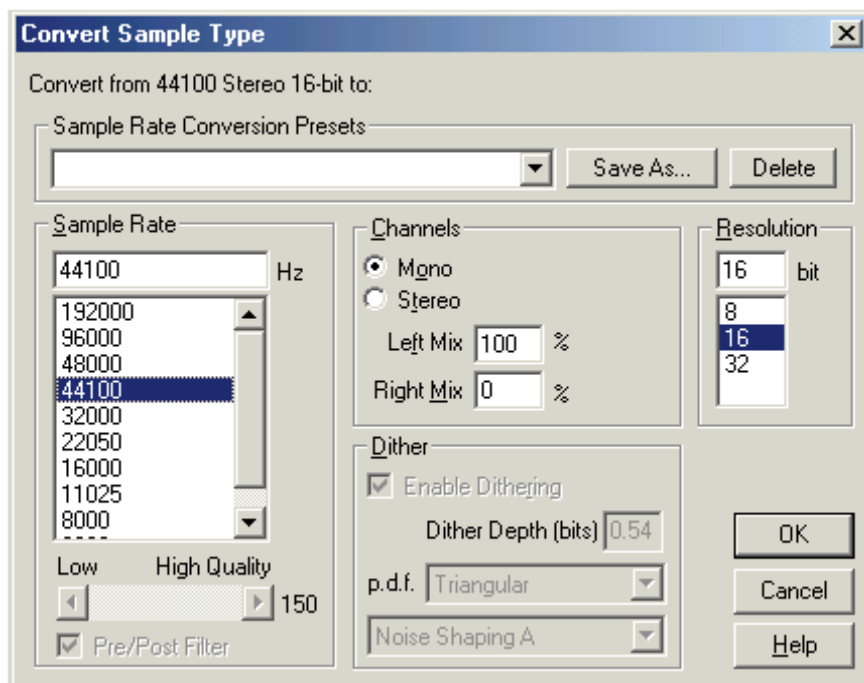 Convert Sample Type
Convert from 44100 Stereo 16-bit to:
Sample Rate Conversion Presets
Save As...
Delete
Sample Rate
44100 Hz
192000
96000
48000
44100
32000
22050
16000
11025
8000
Low High Quality
150
Pre/Post Filter
Channels
Mono
Stereo
Left Mix 100 %
Right Mix 0 %
Dither
Enable Dithering
Dither Depth (bits) 0.54
p.d.f. Triangular
Noise Shaping A
Resolution
16 bit
8
16
32
OK
Cancel
Help